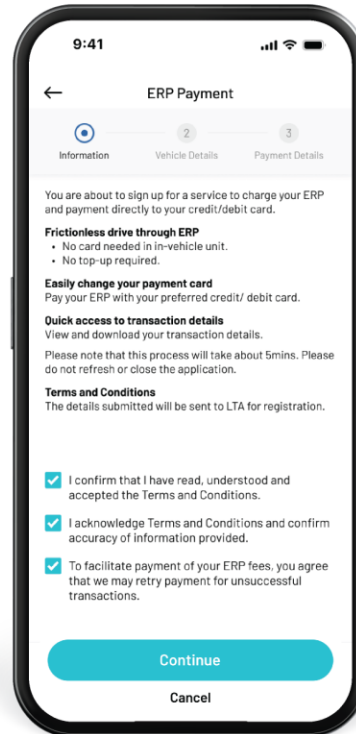 9:41
← ERP Payment
2 3
Information Vehicle Details Payment Details
You are about to sign up for a service to charge your ERP
and payment directly to your credit/debit card.
Frictionless drive through ERP
• No card needed in in-vehicle unit.
• No top-up required.
Easily change your payment card
Pay your ERP with your preferred credit/ debit card.
Quick access to transaction details
View and download your transaction details.
Please note that this process will take about 5mins. Please
do not refresh or close the application.
Terms and Conditions
The details submitted will be sent to LTA for registration.
I confirm that I have read, understood and
accepted the Terms and Conditions.
I acknowledge Terms and Conditions and confirm
accuracy of information provided.
To facilitate payment of your ERP fees, you agree
that we may retry payment for unsuccessful
transactions.
Continue
Cancel